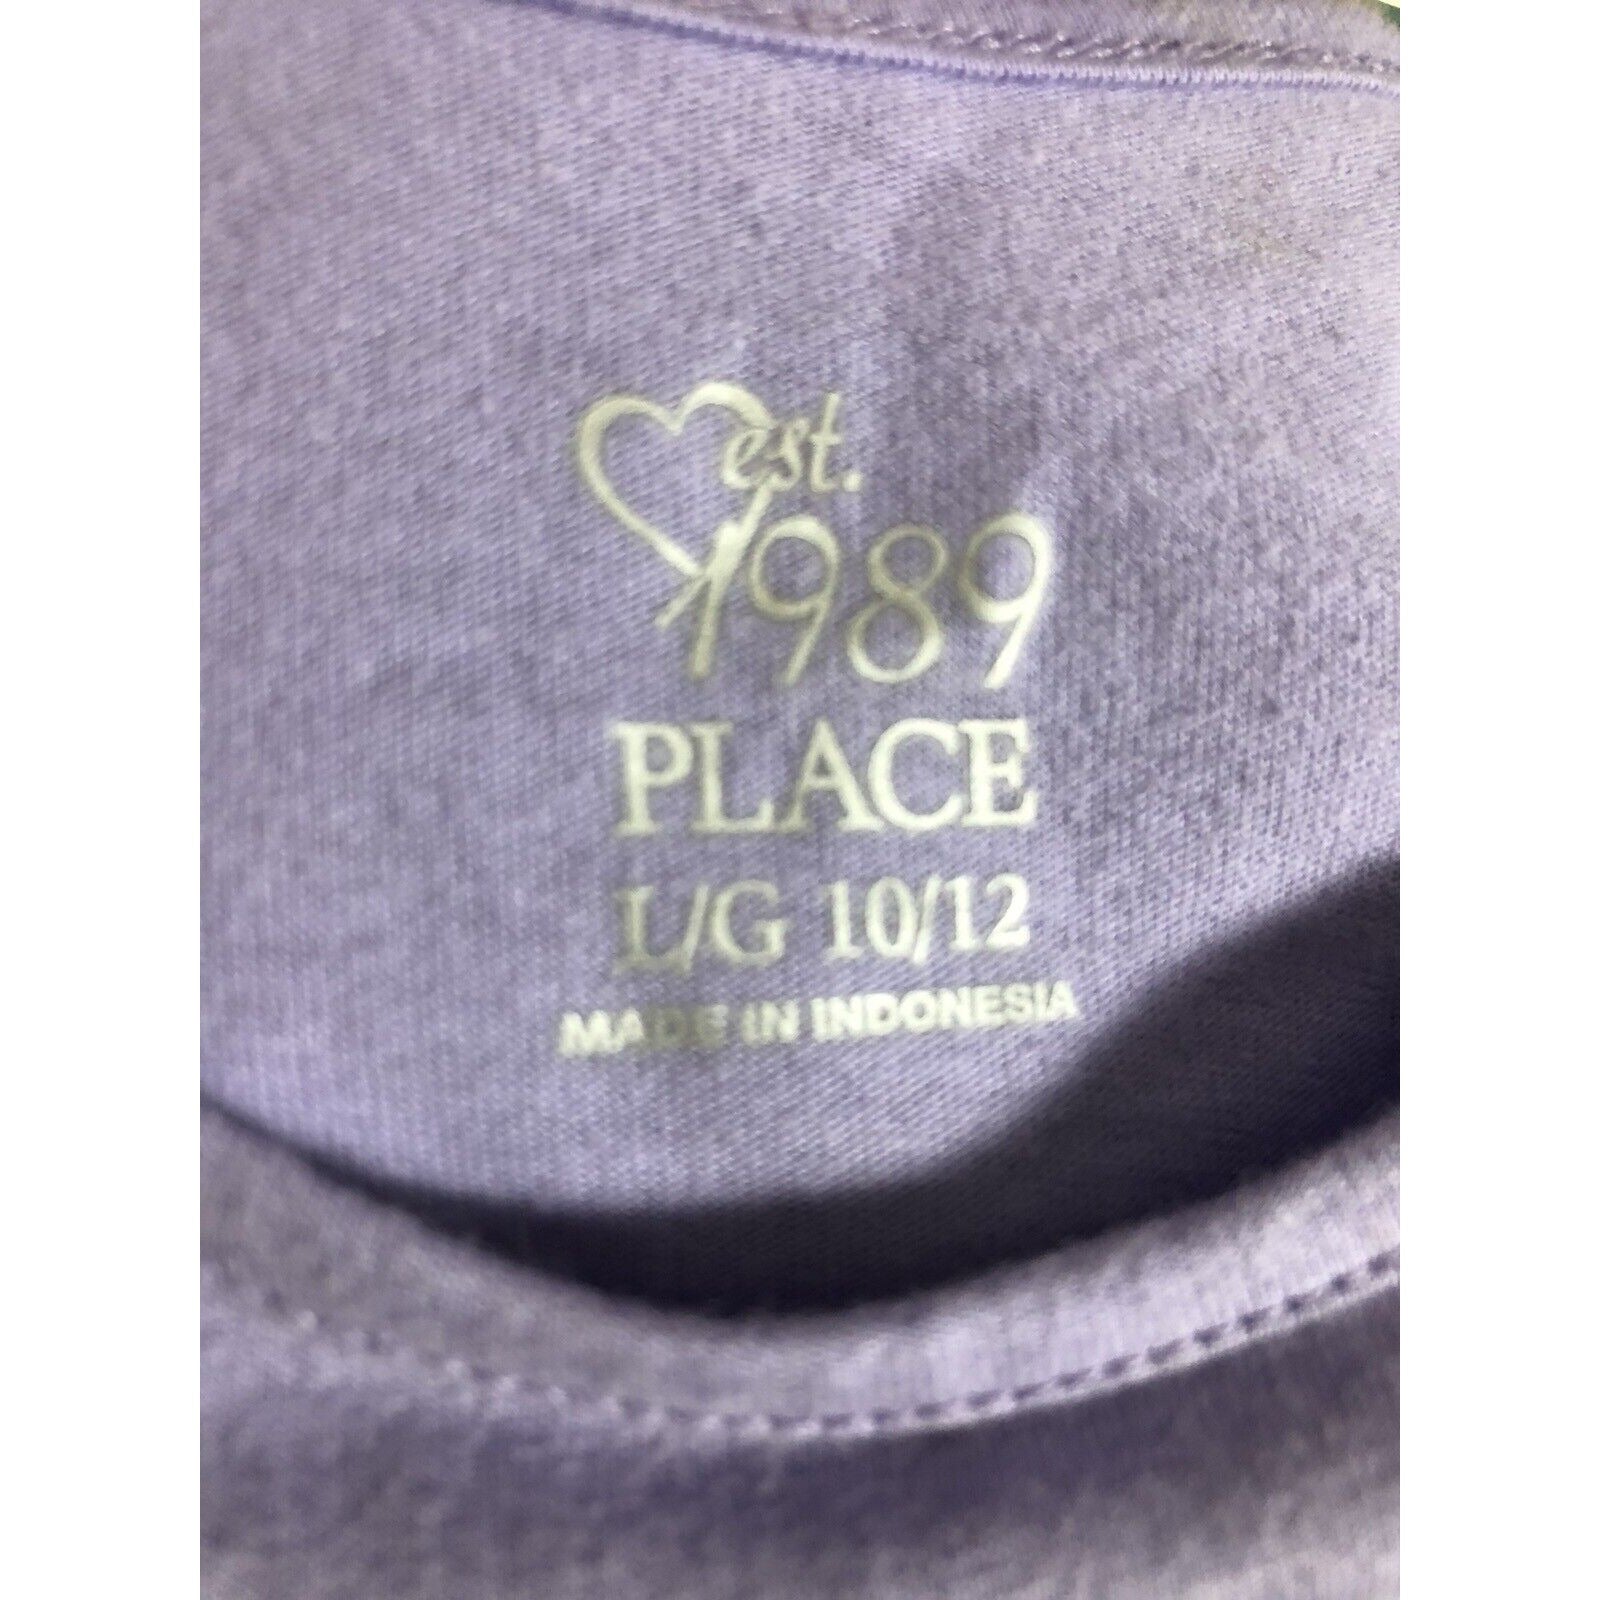 est.
1989
PLACE
L/G 10/12
MADE IN INDONESIA